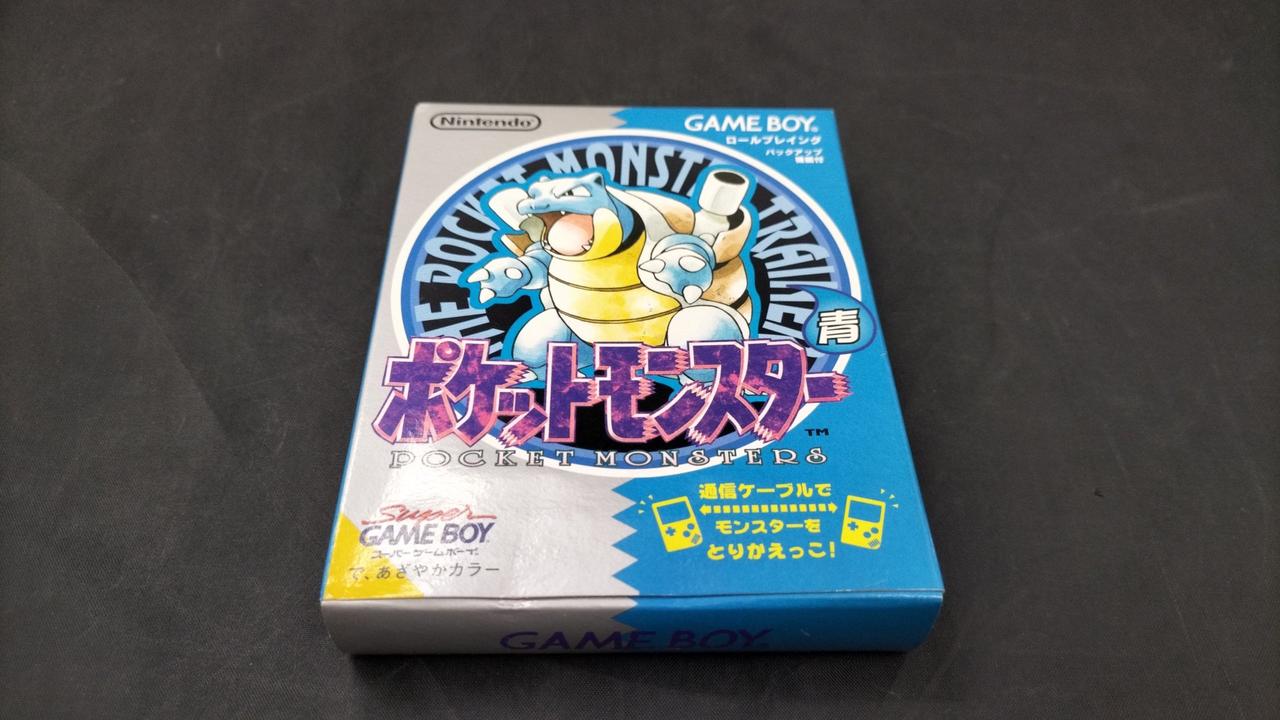 Nintendo
GAME BOY
ロールプレイング
バックアップ
機能付
THE POCKET MONSTER TRAINER
青
ポケットモンスター
TM
POCKET MONSTERS
Super
GAME BOY
スーパーゲームボーイ
で、あざやかカラー
通信ケーブルで
モンスターを
とりかえっこ!
GAME BOY